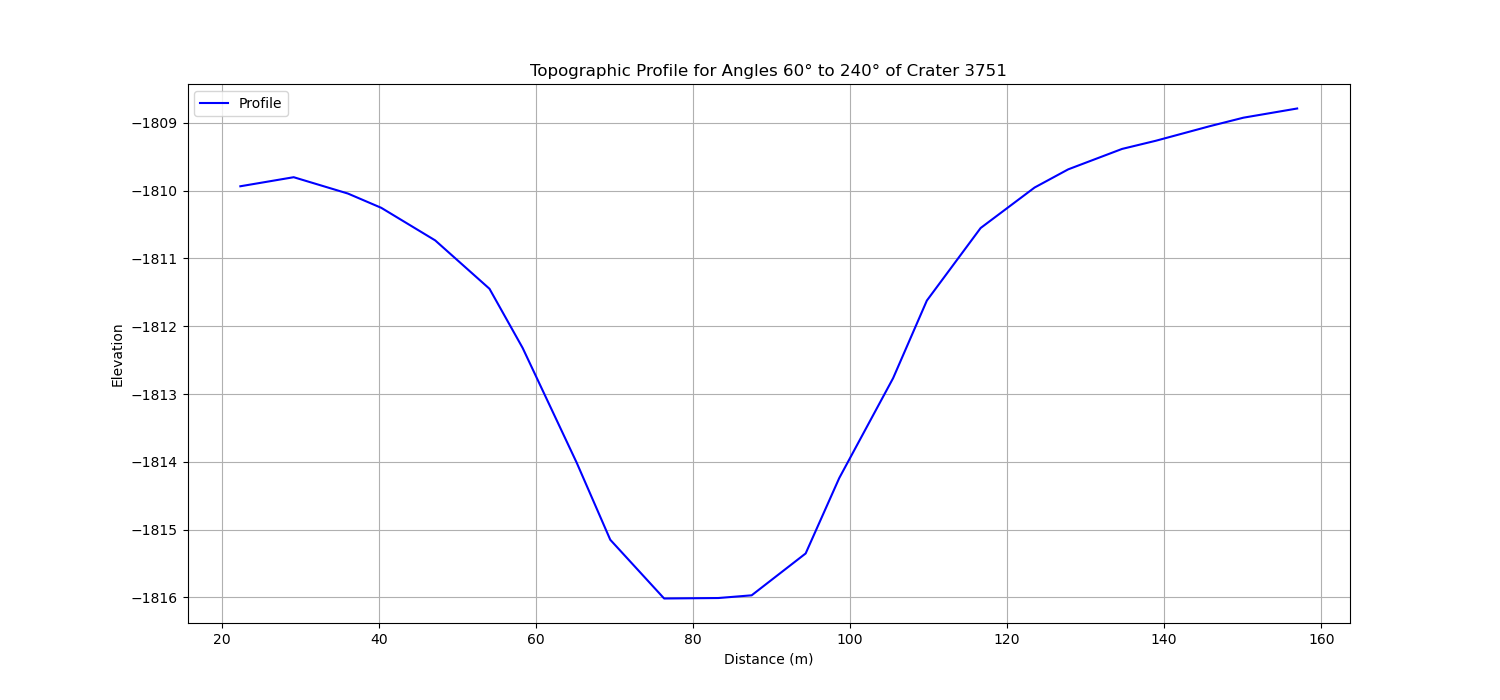 Topographic Profile for Angles 60° to 240° of Crater 3751
Profile
−1809
−1810
−1811
−1812
−1813
−1814
−1815
−1816
Elevation
20 40 60 80 100 120 140 160
Distance (m)